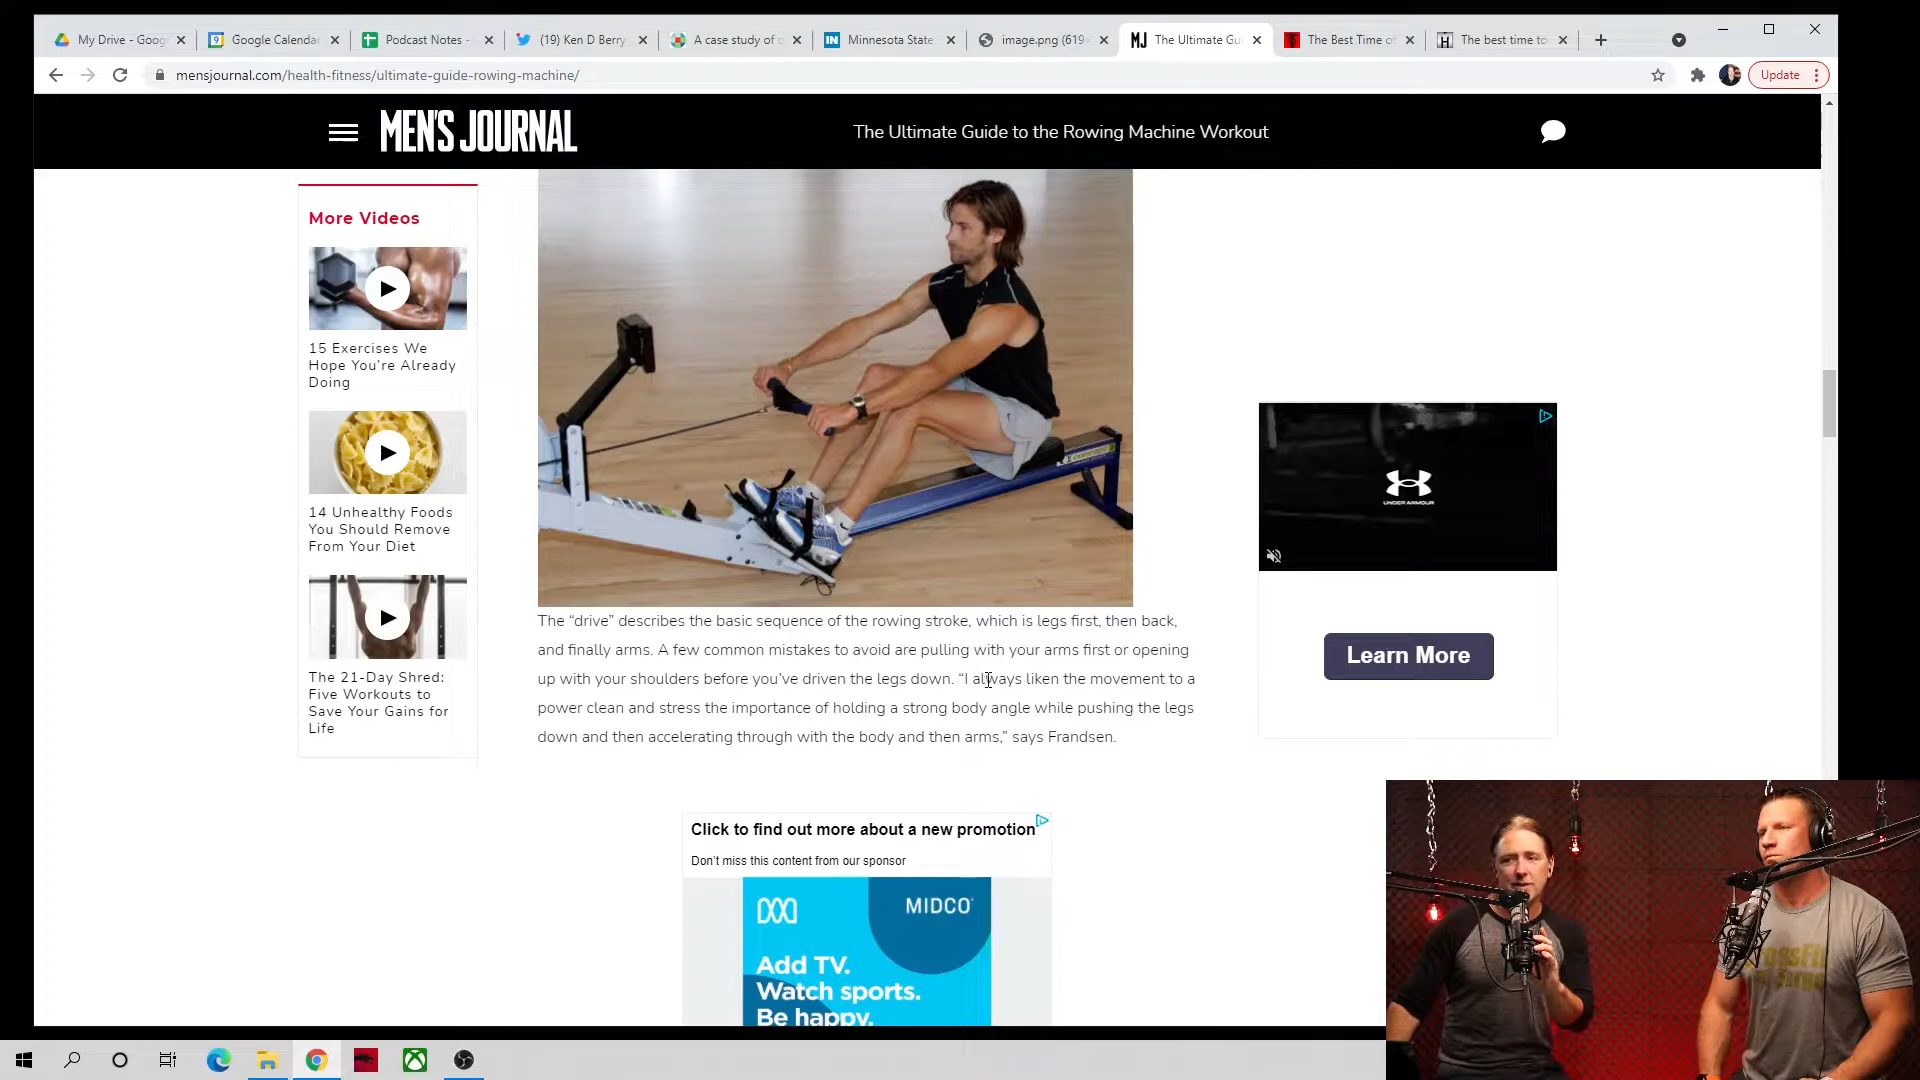 My Drive - Goog
Google Calenda
Podcast Notes -
(19) Ken D Berry
A case study of
Minnesota State
image.png (619
The Ultimate Gu
The Best Time of
The best time to
mensjournal.com/health-fitness/ultimate-guide-rowing-machine/
Update
MEN'S JOURNAL
The Ultimate Guide to the Rowing Machine Workout
More Videos
15 Exercises We
Hope You're Already
Doing
14 Unhealthy Foods
You Should Remove
From Your Diet
The 21-Day Shred:
Five Workouts to
Save Your Gains for
Life
The “drive” describes the basic sequence of the rowing stroke, which is legs first, then back,
and finally arms. A few common mistakes to avoid are pulling with your arms first or opening
up with your shoulders before you’ve driven the legs down. “I always liken the movement to a
power clean and stress the importance of holding a strong body angle while pushing the legs
down and then accelerating through with the body and then arms,” says Frandsen.
UNDER ARMOUR
Learn More
Click to find out more about a new promotion
Don't miss this content from our sponsor
MIDCO
Add TV.
Watch sports.
Be happy.